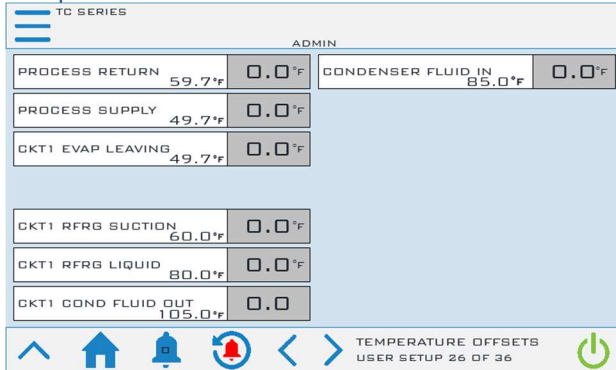 TC SERIES
ADMIN
PROCESS RETURN 59.7°F 0.0°F
CONDENSER FLUID IN 85.0°F 0.0°F
PROCESS SUPPLY 49.7°F 0.0°F
CKT1 EVAP LEAVING 49.7°F 0.0°F
CKT1 RFRG SUCTION 60.0°F 0.0°F
CKT1 RFRG LIQUID 80.0°F 0.0°F
CKT1 COND FLUID OUT 105.0°F 0.0
0
TEMPERATURE OFFSETS
USER SETUP 26 OF 36